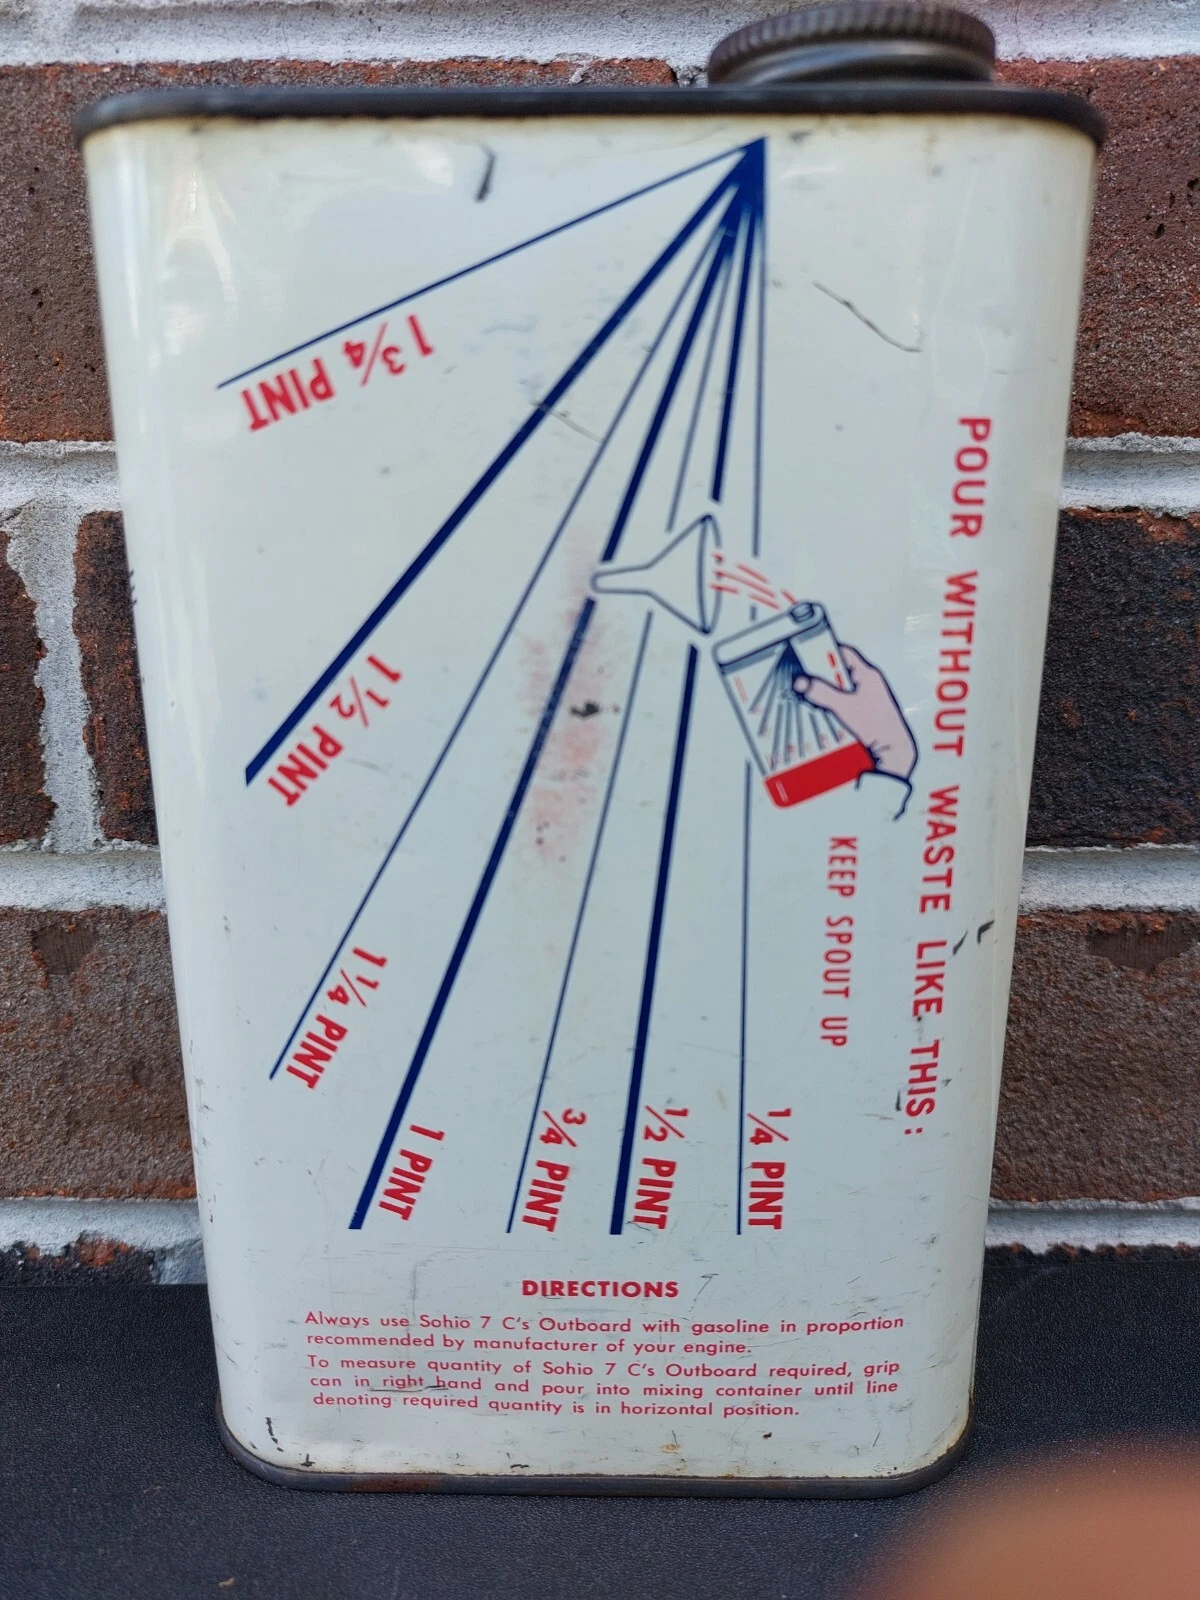 1 3/4 PINT
1 1/2 PINT
1 1/4 PINT
1 PINT
3/4 PINT
1/2 PINT
1/4 PINT
POUR WITHOUT WASTE LIKE THIS:
KEEP SPOUT UP
DIRECTIONS
Always use Sohio 7 C's Outboard with gasoline in proportion
recommended by manufacturer of your engine.
To measure quantity of Sohio 7 C's Outboard required, grip
can in right hand and pour into mixing container until line
denoting required quantity is in horizontal position.